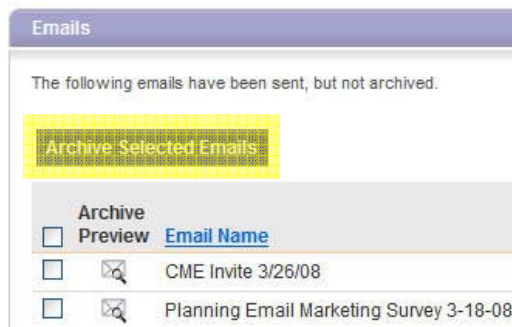 Emails
The following emails have been sent, but not archived.
Archive Selected Emails
Archive
Preview Email Name
CME Invite 3/26/08
Planning Email Marketing Survey 3-18-08